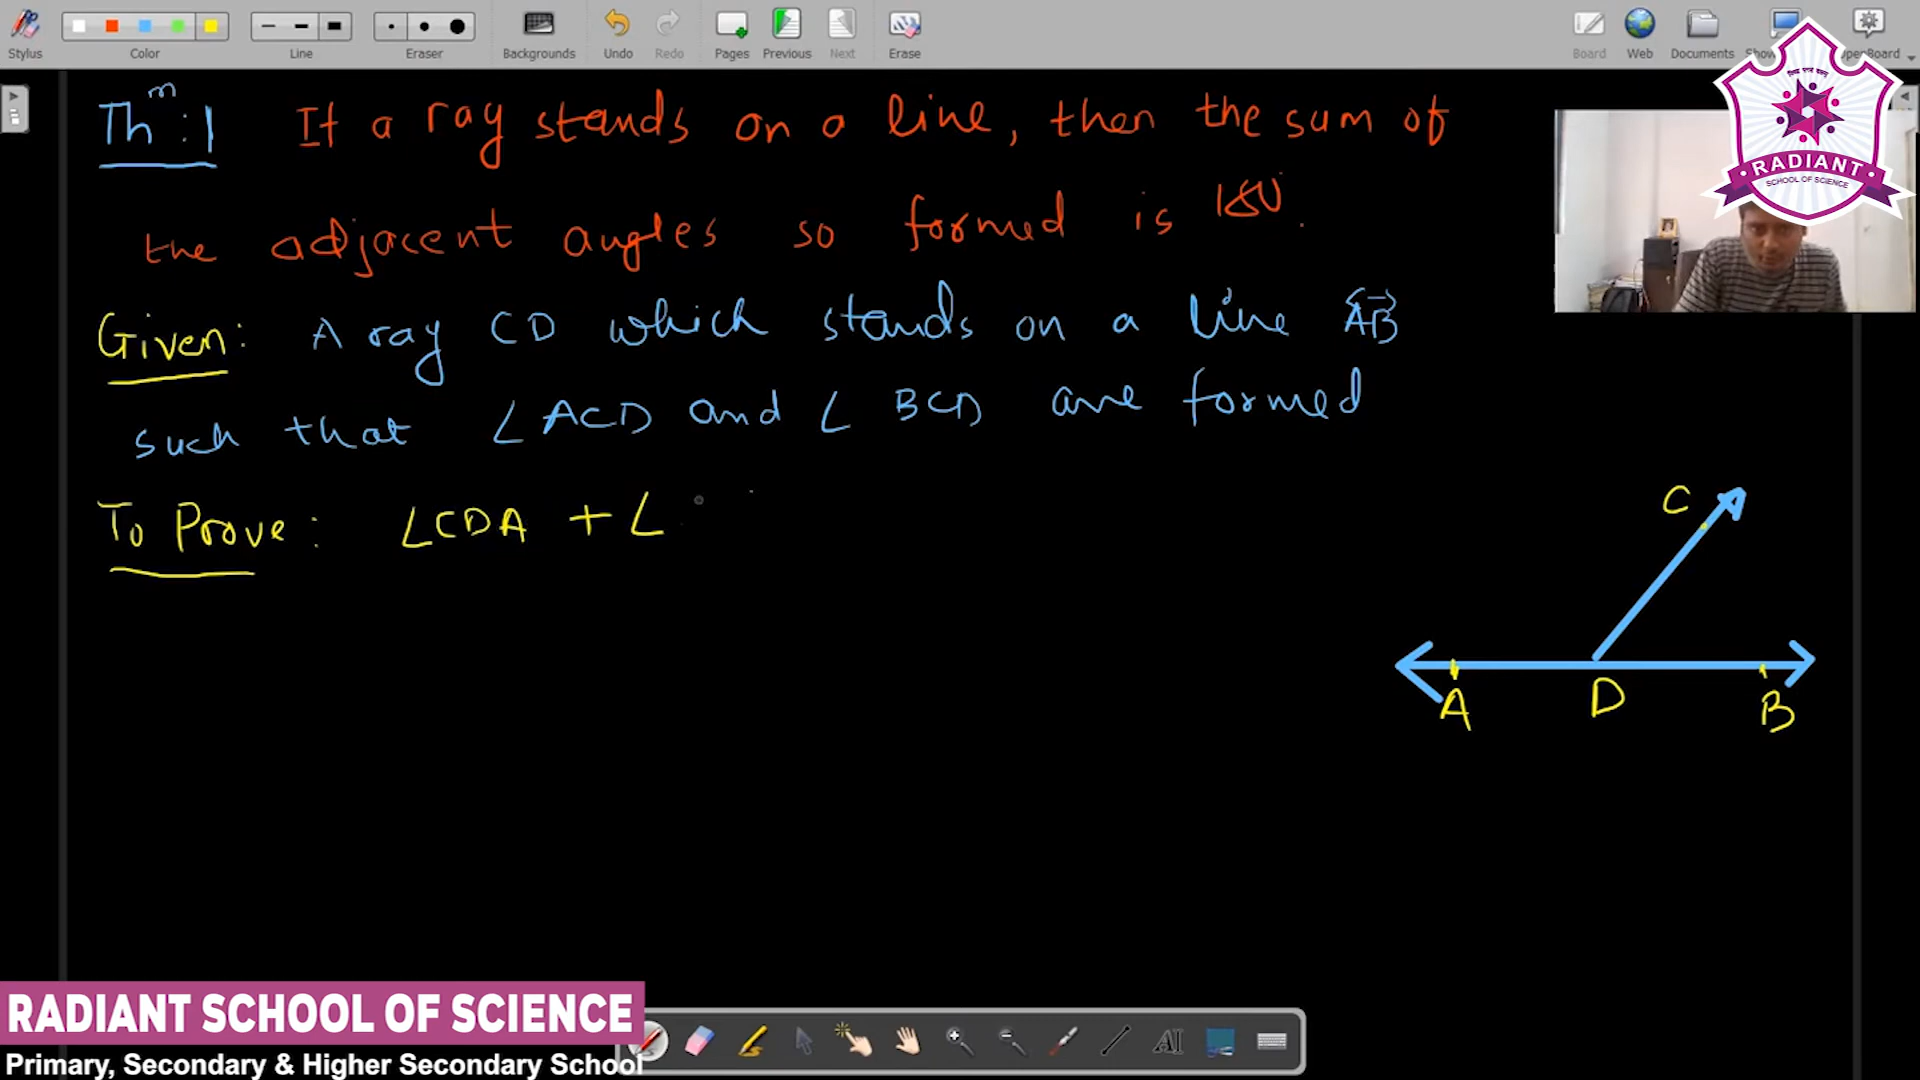 Stylus
Color
Line
Eraser
Backgrounds
Undo
Redo
Pages
Previous
Next
Erase
Board
Web
Documents
RADIANT
SCHOOL OF SCIENCE
Thm : 1 If a ray stands on a line, then the sum of
the adjacent angles so formed is 180°.
Given: A ray CD which stands on a line AB
such that ∠ ACD and ∠ BCD are formed
To Prove: ∠CDA + ∠
C
A
D
B
RADIANT SCHOOL OF SCIENCE
Primary, Secondary & Higher Secondary School